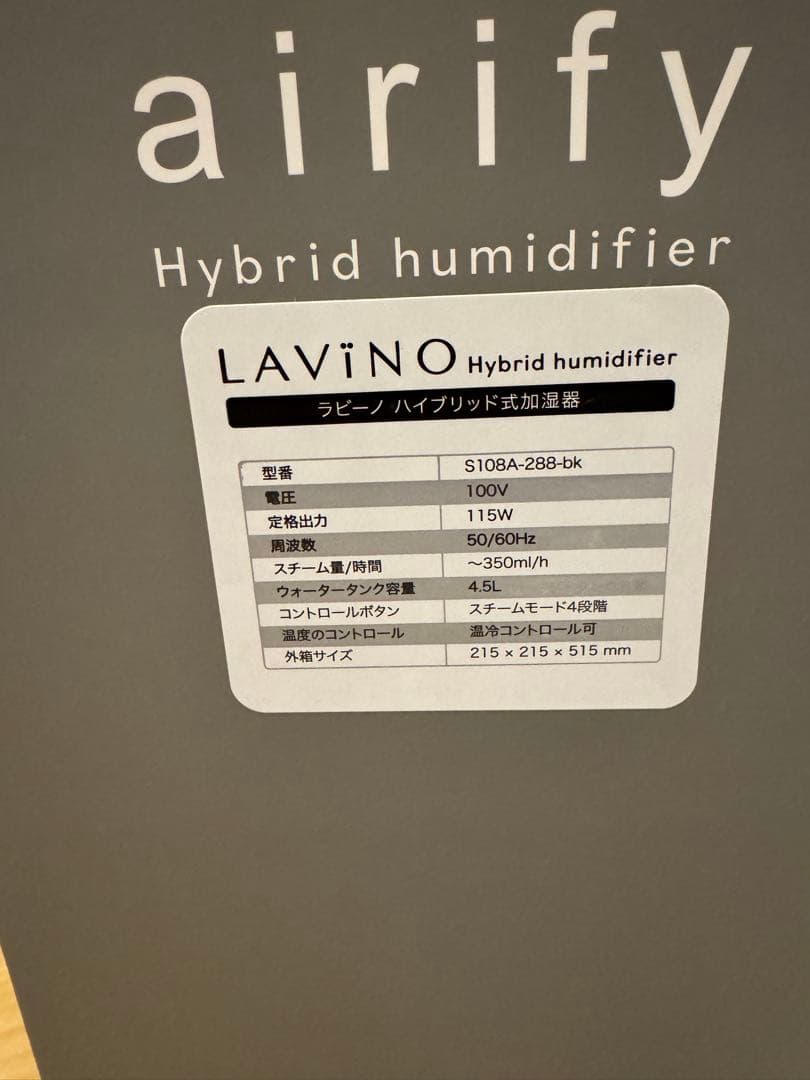 airify
Hybrid humidifier
LAVïNO Hybrid humidifier
ラビーノ ハイブリッド式加湿器
型番 S108A-288-bk
電圧 100V
定格出力 115W
周波数 50/60Hz
スチーム量/時間 〜350ml/h
ウォータータンク容量 4.5L
コントロールボタン スチームモード4段階
温度のコントロール 温冷コントロール可
外箱サイズ 215 × 215 × 515 mm